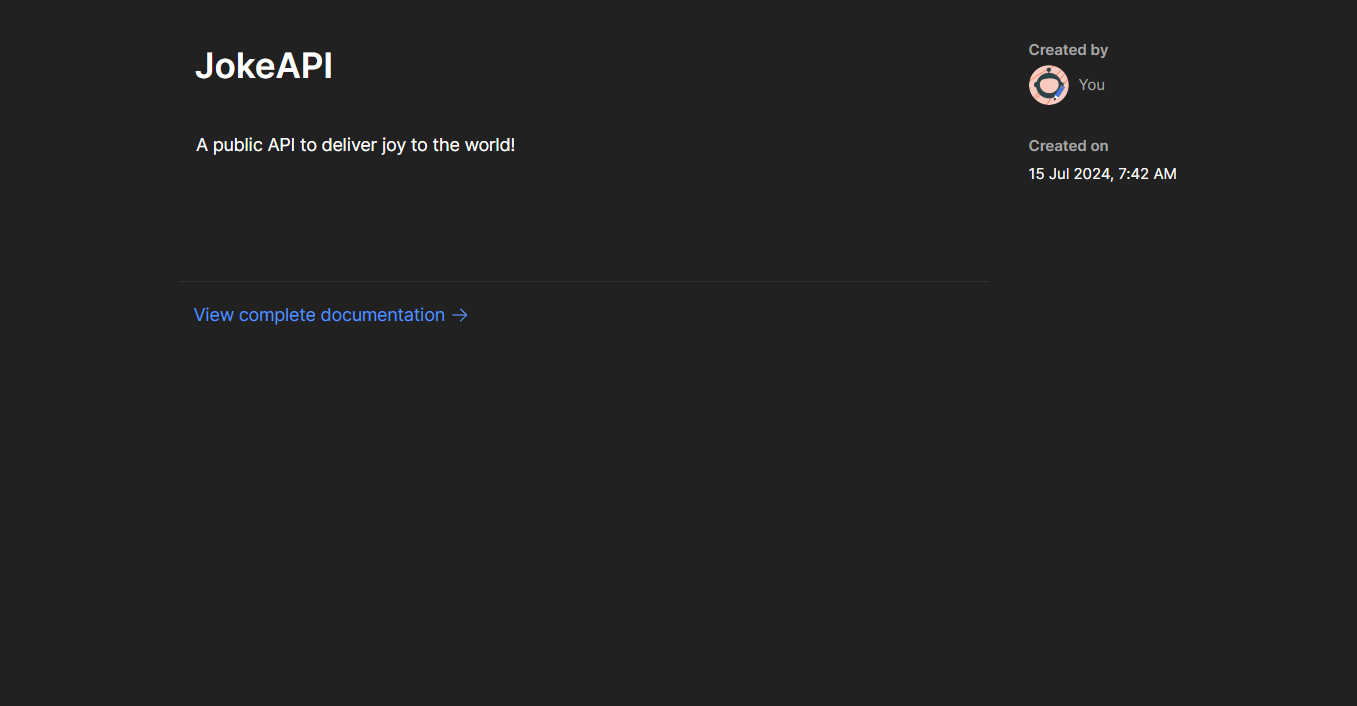 JokeAPI
A public API to deliver joy to the world!
View complete documentation →
Created by
You
Created on
15 Jul 2024, 7:42 AM